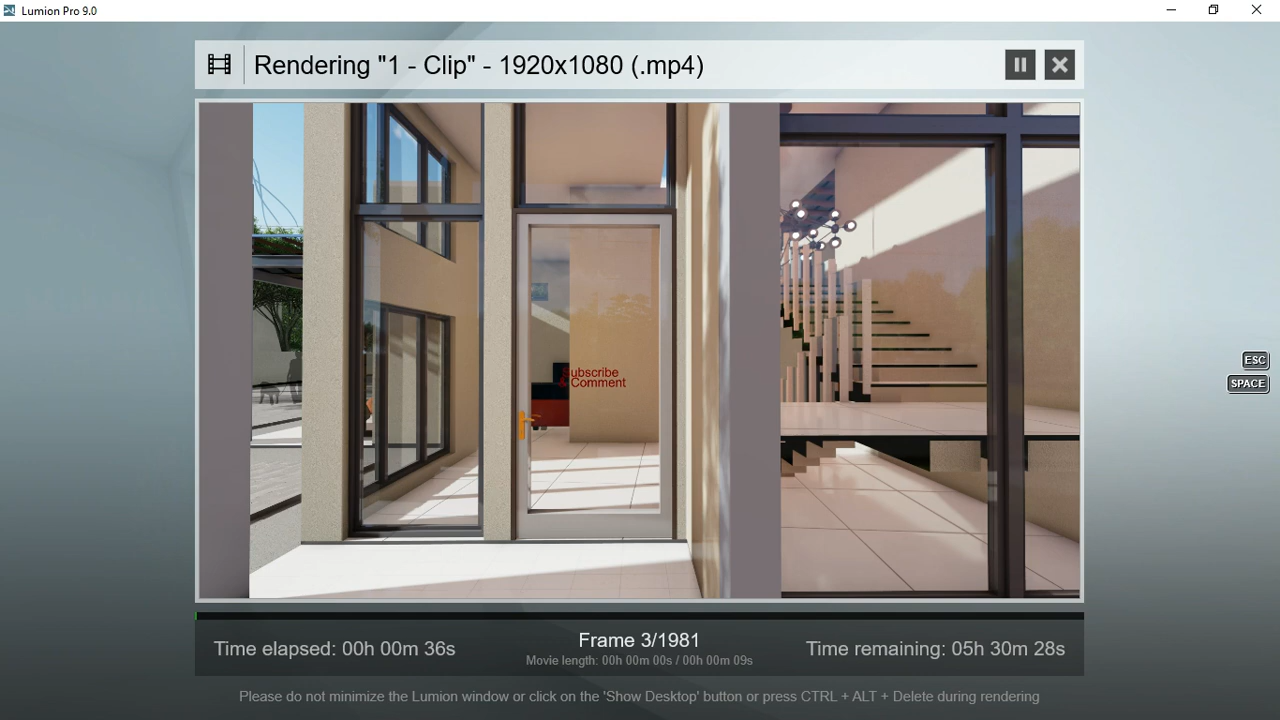 Lumion Pro 9.0
Rendering "1 - Clip" - 1920x1080 (.mp4)
Subscribe
& Comment
ESC
SPACE
Time elapsed: 00h 00m 36s
Frame 3/1981
Movie length: 00h 00m 00s / 00h 00m 09s
Time remaining: 05h 30m 28s
Please do not minimize the Lumion window or click on the 'Show Desktop' button or press CTRL + ALT + Delete during rendering